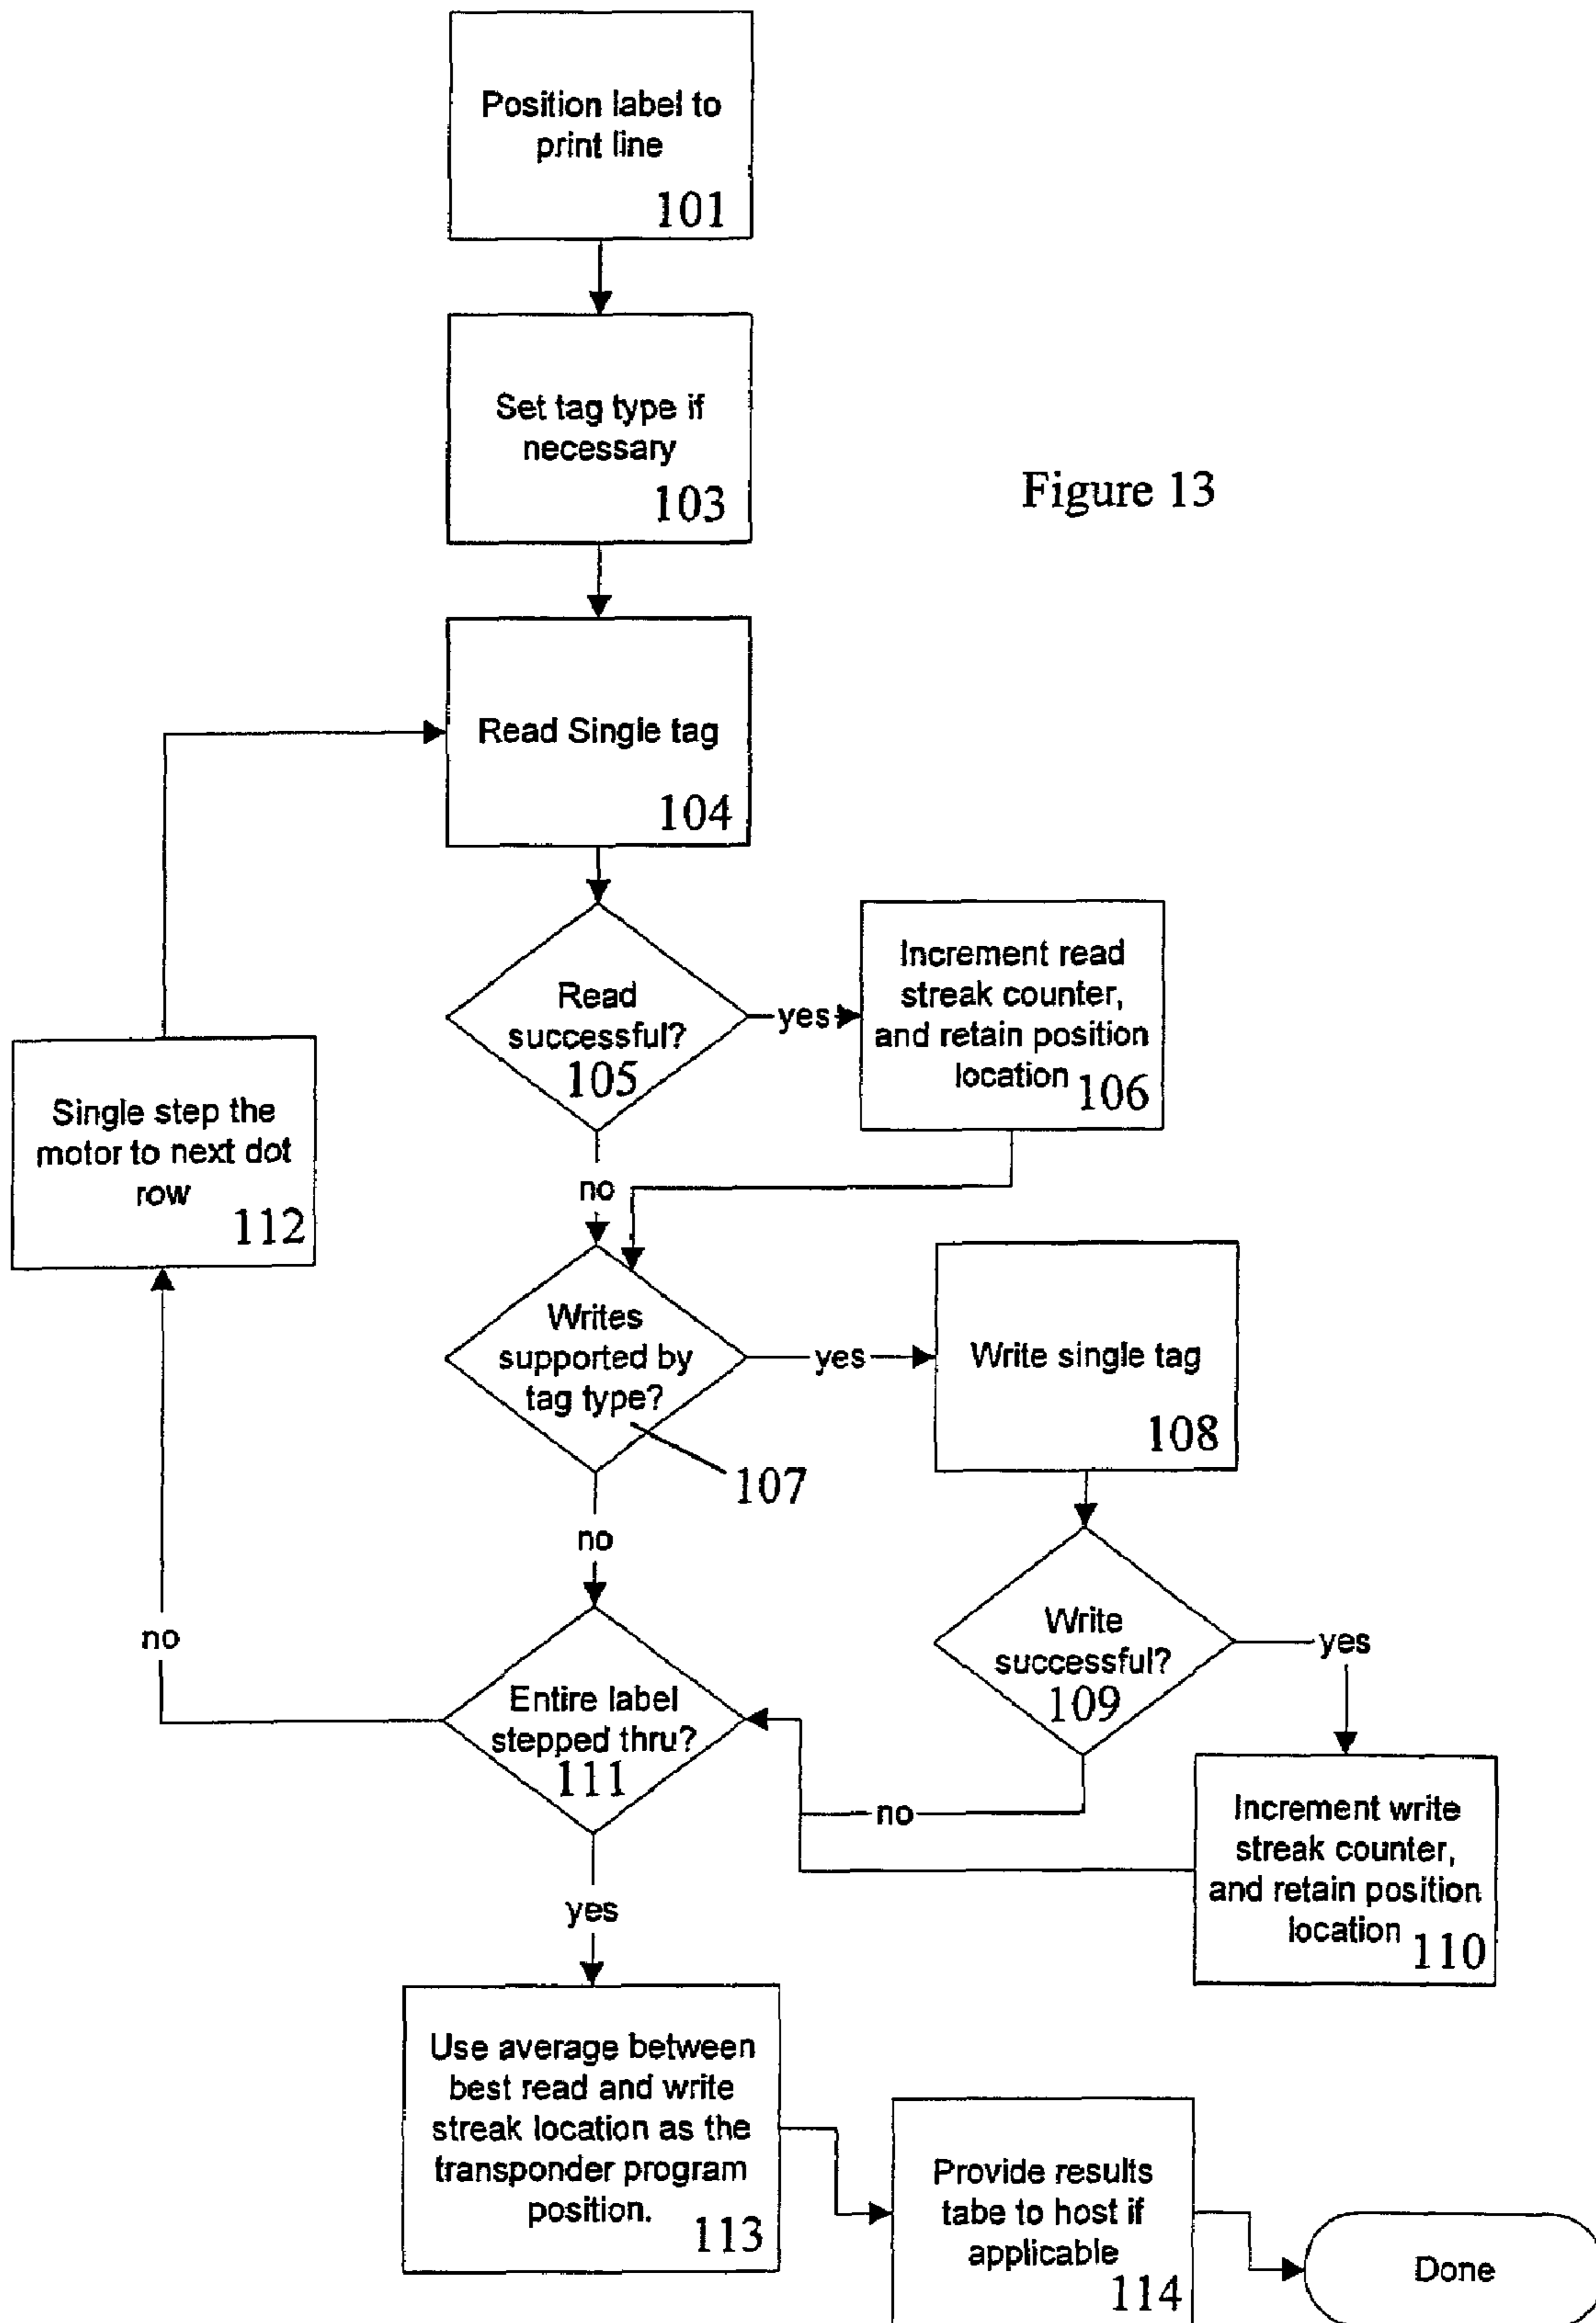 Position label to
print line
101
Set tag type if
necessary
103
Figure 13
Read Single tag
104
Read
successful?
105
yes
Increment read
streak counter,
and retain position
location
106
no
Single step the
motor to next dot
row
112
Writes
supported by
tag type?
107
yes
Write single tag
108
no
Write
successful?
109
yes
no
Entire label
stepped thru?
111
no
Increment write
streak counter,
and retain position
location
110
yes
Use average between
best read and write
streak location as the
transponder program
position.
113
Provide results
tabe to host if
applicable
114
Done